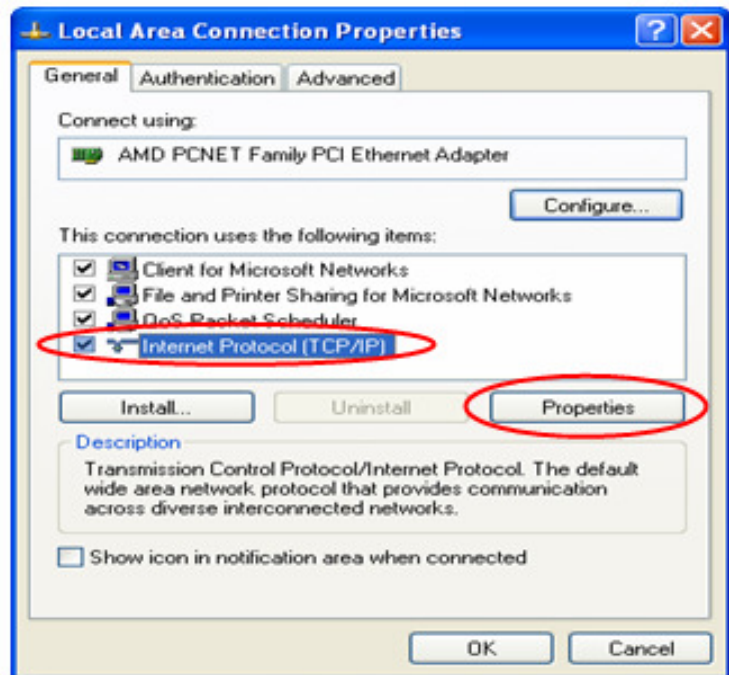 Local Area Connection Properties
General Authentication Advanced
Connect using:
AMD PCNET Family PCI Ethernet Adapter
Configure...
This connection uses the following items:
Client for Microsoft Networks
File and Printer Sharing for Microsoft Networks
QoS Packet Scheduler
Internet Protocol (TCP/IP)
Install... Uninstall Properties
Description
Transmission Control Protocol/Internet Protocol. The default
wide area network protocol that provides communication
across diverse interconnected networks.
Show icon in notification area when connected
OK Cancel